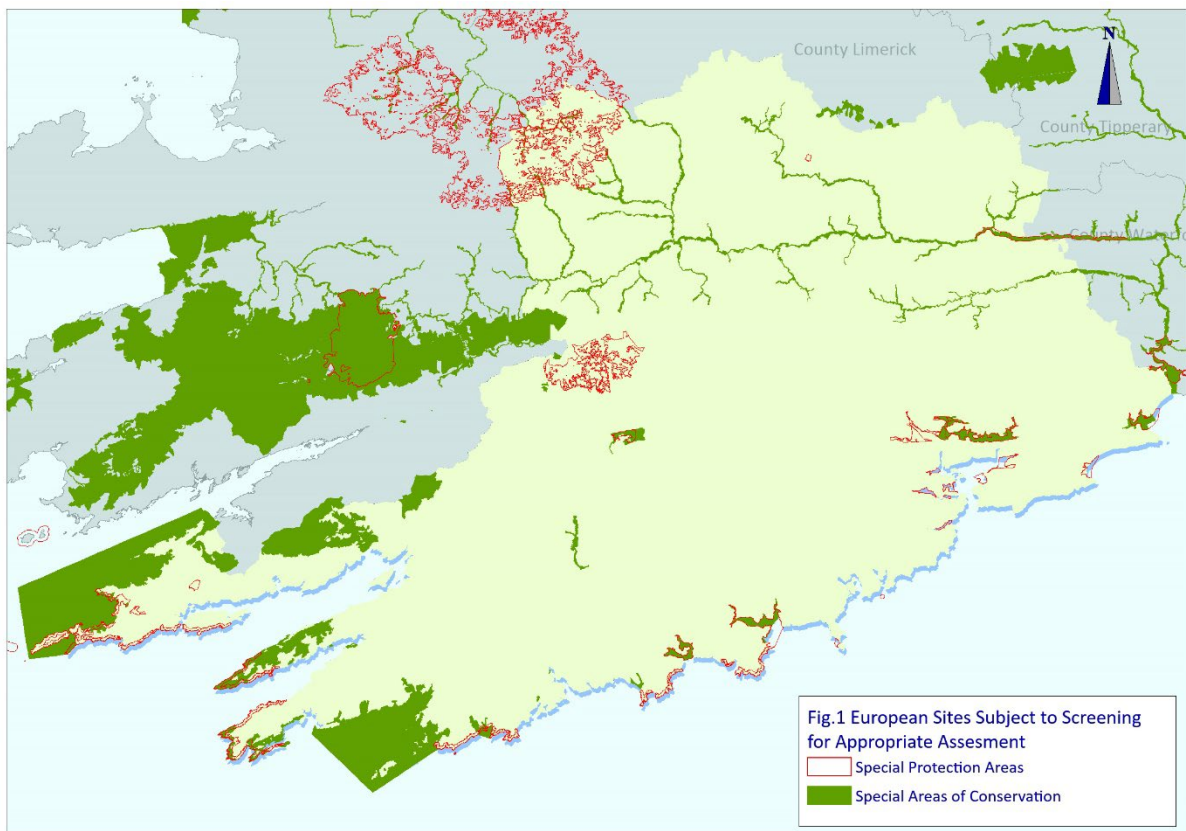 County Limerick
N
County Tipperary
County Waterfo
Fig.1 European Sites Subject to Screening
for Appropriate Assesment
Special Protection Areas
Special Areas of Conservation